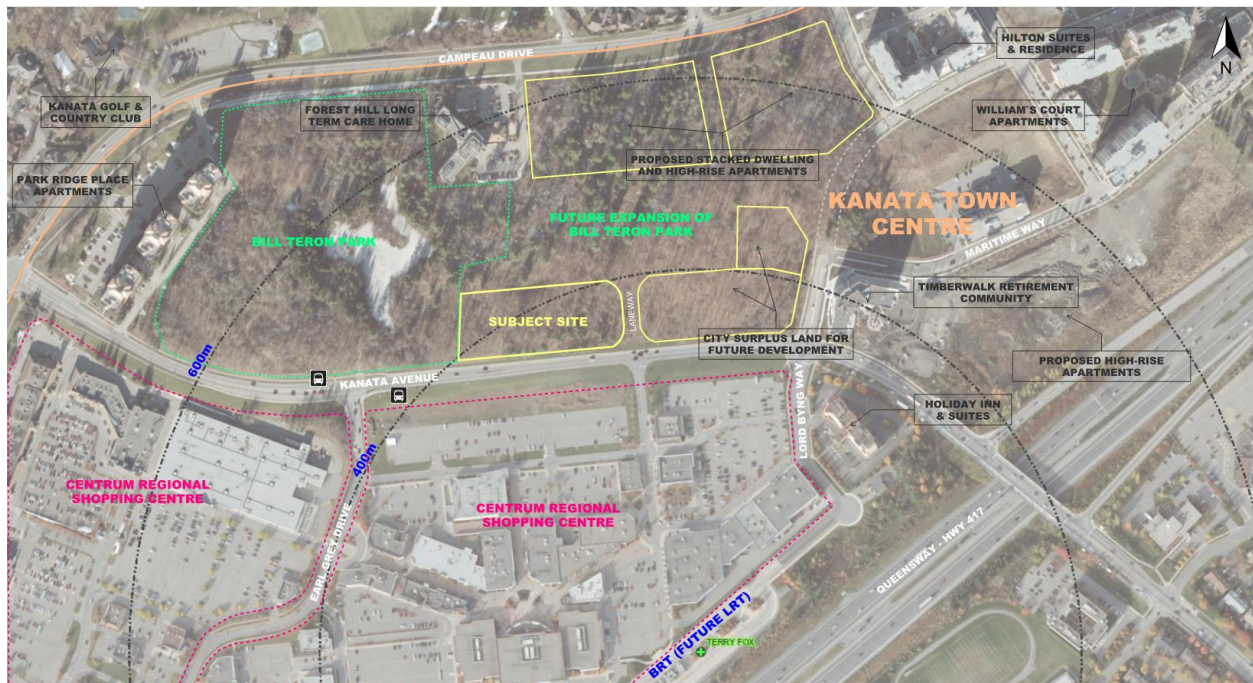 CAMPEAU DRIVE
HILTON SUITES
& RESIDENCE
N
KANATA GOLF &
COUNTRY CLUB
FOREST HILL LONG
TERM CARE HOME
WILLIAM'S COURT
APARTMENTS
PARK RIDGE PLACE
APARTMENTS
PROPOSED STACKED DWELLING
AND HIGH-RISE APARTMENTS
KANATA TOWN
CENTRE
FUTURE EXPANSION OF
BILL TERON PARK
BILL TERON PARK
MARITIME WAY
TIMBERWALK RETIREMENT
COMMUNITY
SUBJECT SITE
LANEWAY
CITY SURPLUS LAND FOR
FUTURE DEVELOPMENT
PROPOSED HIGH-RISE
APARTMENTS
600m
KANATA AVENUE
LORD BYNG WAY
HOLIDAY INN
& SUITES
400m
CENTRUM REGIONAL
SHOPPING CENTRE
CENTRUM REGIONAL
SHOPPING CENTRE
EARL GREY DRIVE
QUEENSWAY - HWY 417
BRT (FUTURE LRT)
TERRY FOX